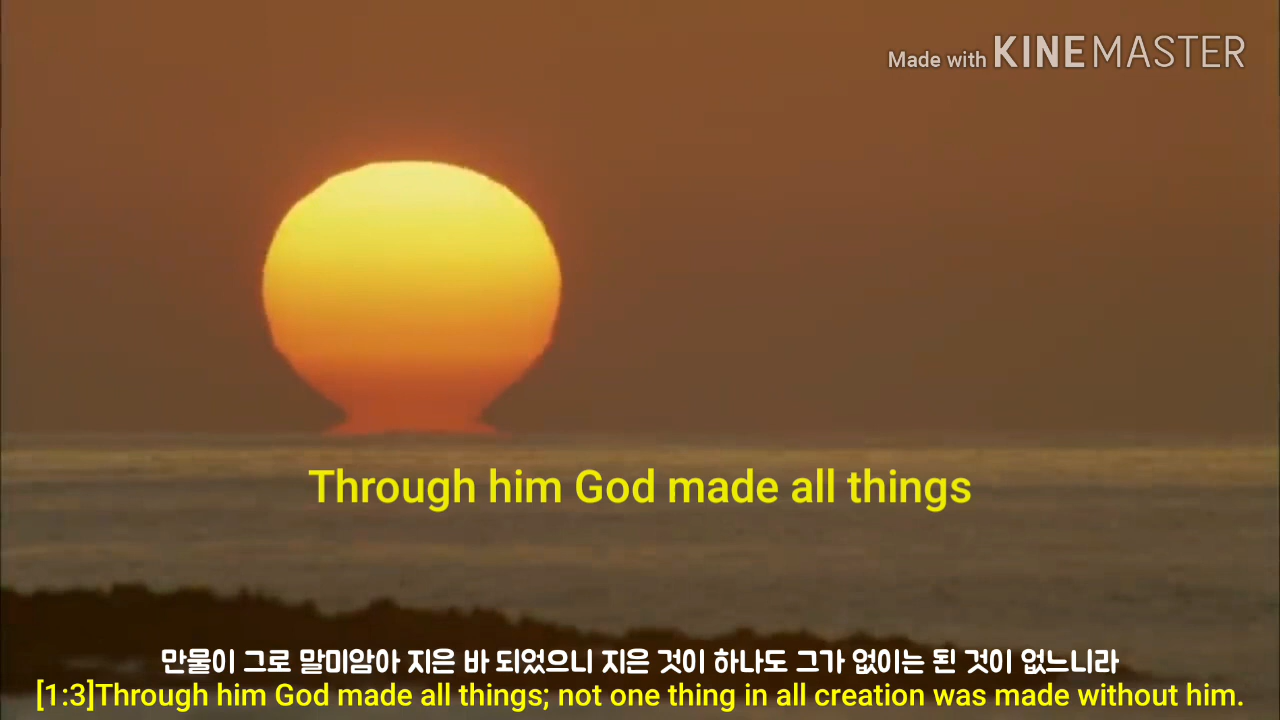 Made with KINEMASTER
Through him God made all things
만물이 그로 말미암아 지은 바 되었으니 지은 것이 하나도 그가 없이는 된 것이 없느니라
[1:3]Through him God made all things; not one thing in all creation was made without him.